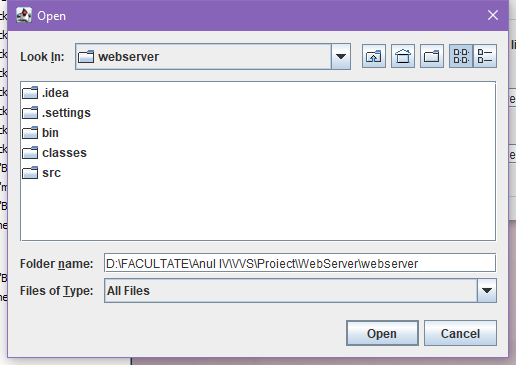 Open
Look In: webserver
.idea
.settings
bin
classes
src
Folder name: D:\FACULTATE\Anul IV\VVS\Proiect\WebServer\webserver
Files of Type: All Files
Open Cancel